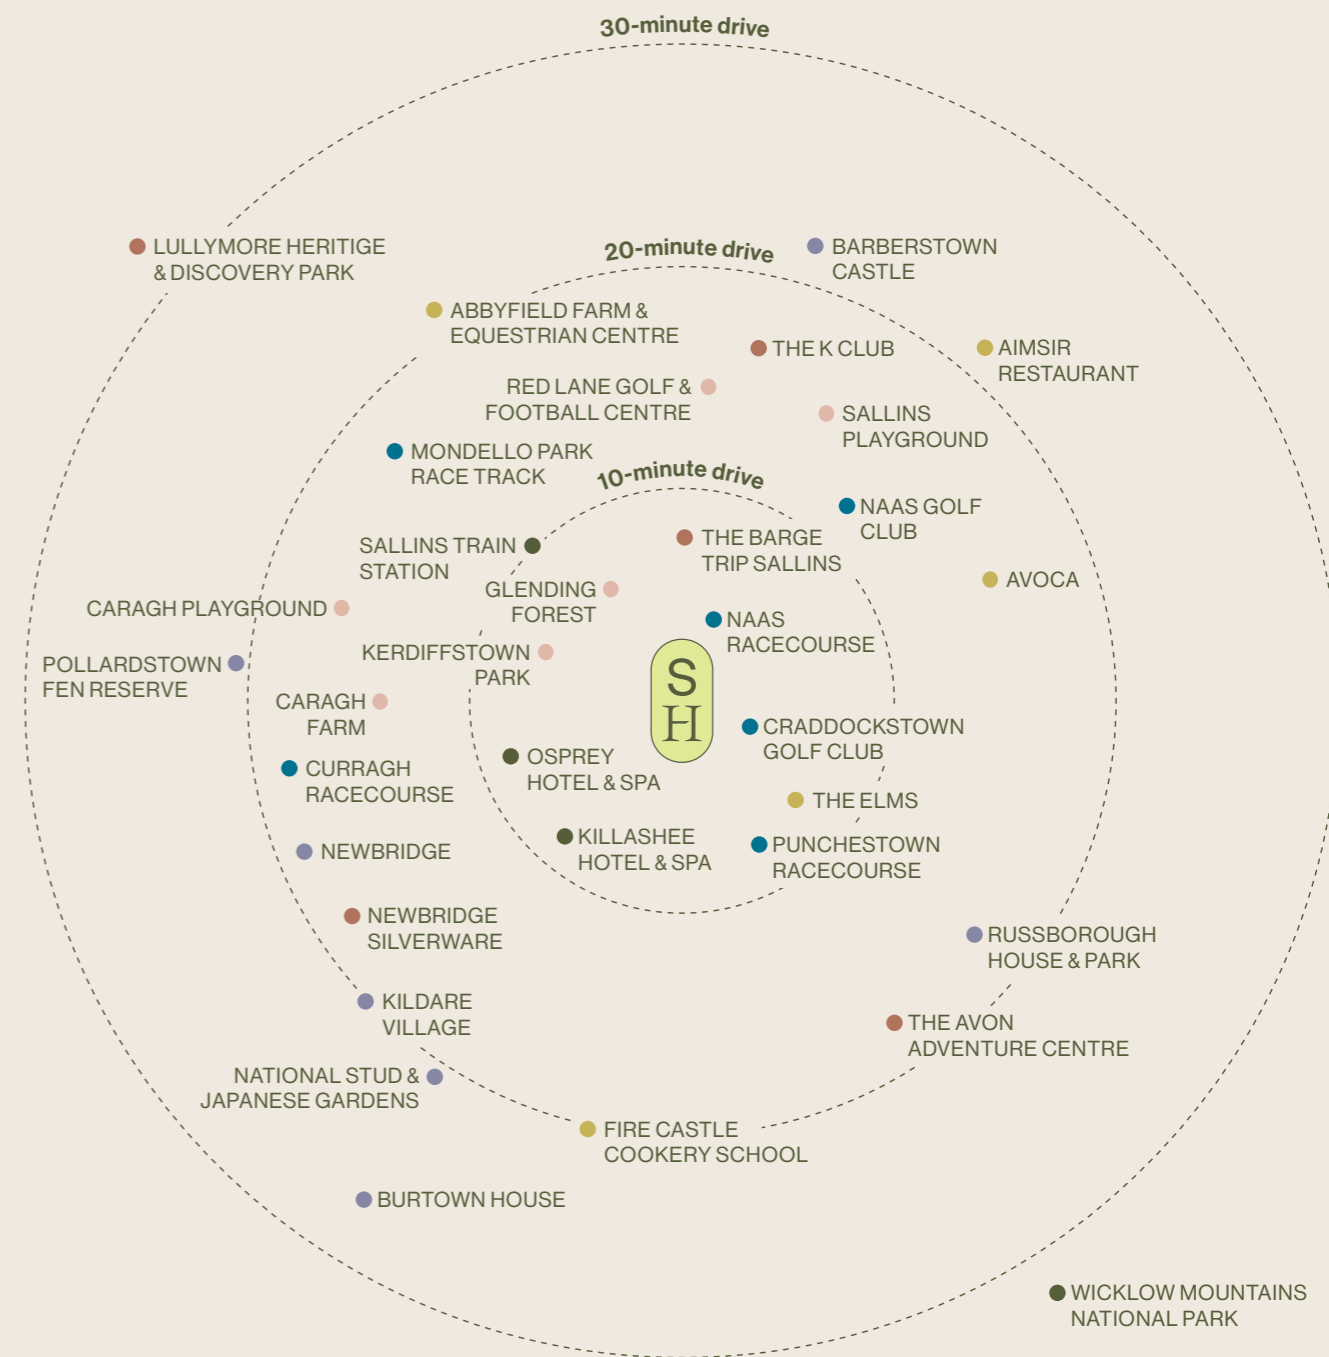 30-minute drive
LULLYMORE HERITIGE
& DISCOVERY PARK
20-minute drive
BARBERSTOWN
CASTLE
ABBYFIELD FARM &
EQUESTRIAN CENTRE
THE K CLUB
AIMSIR
RESTAURANT
RED LANE GOLF &
FOOTBALL CENTRE
SALLINS
PLAYGROUND
MONDELLO PARK
RACE TRACK
10-minute drive
NAAS GOLF
CLUB
SALLINS TRAIN
STATION
THE BARGE
TRIP SALLINS
GLENDING
FOREST
AVOCA
CARAGH PLAYGROUND
NAAS
RACECOURSE
POLLARDSTOWN
FEN RESERVE
KERDIFFSTOWN
PARK
S
H
CARAGH
FARM
CRADDOCKSTOWN
GOLF CLUB
CURRAGH
RACECOURSE
OSPREY
HOTEL & SPA
THE ELMS
NEWBRIDGE
KILLASHEE
HOTEL & SPA
PUNCHESTOWN
RACECOURSE
NEWBRIDGE
SILVERWARE
RUSSBOROUGH
HOUSE & PARK
KILDARE
VILLAGE
THE AVON
ADVENTURE CENTRE
NATIONAL STUD &
JAPANESE GARDENS
FIRE CASTLE
COOKERY SCHOOL
BURTOWN HOUSE
WICKLOW MOUNTAINS
NATIONAL PARK